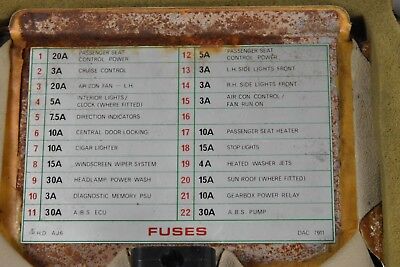 1 20A PASSENGER SEAT CONTROL POWER
2 3A CRUISE CONTROL
3 20A AIR CON FAN — L.H.
4 5A INTERIOR LIGHTS / CLOCK (WHERE FITTED)
5 7.5A DIRECTION INDICATORS
6 10A CENTRAL DOOR LOCKING
7 10A CIGAR LIGHTER
8 15A WINDSCREEN WIPER SYSTEM
9 30A HEADLAMP POWER WASH
10 3A DIAGNOSTIC MEMORY PSU
11 30A A.B.S. ECU
12 5A PASSENGER SEAT CONTROL POWER
13 3A L.H. SIDE LIGHTS FRONT
14 3A R.H. SIDE LIGHTS FRONT
15 3A AIR CON CONTROL / FAN RUN ON
16
17 10A PASSENGER SEAT HEATER
18 15A STOP LIGHTS
19 4A HEATED WASHER JETS
20 15A SUN ROOF (WHERE FITTED)
21 10A GEARBOX POWER RELAY
22 30A A.B.S. PUMP
R.H.D. AJ6 FUSES DAC 7911